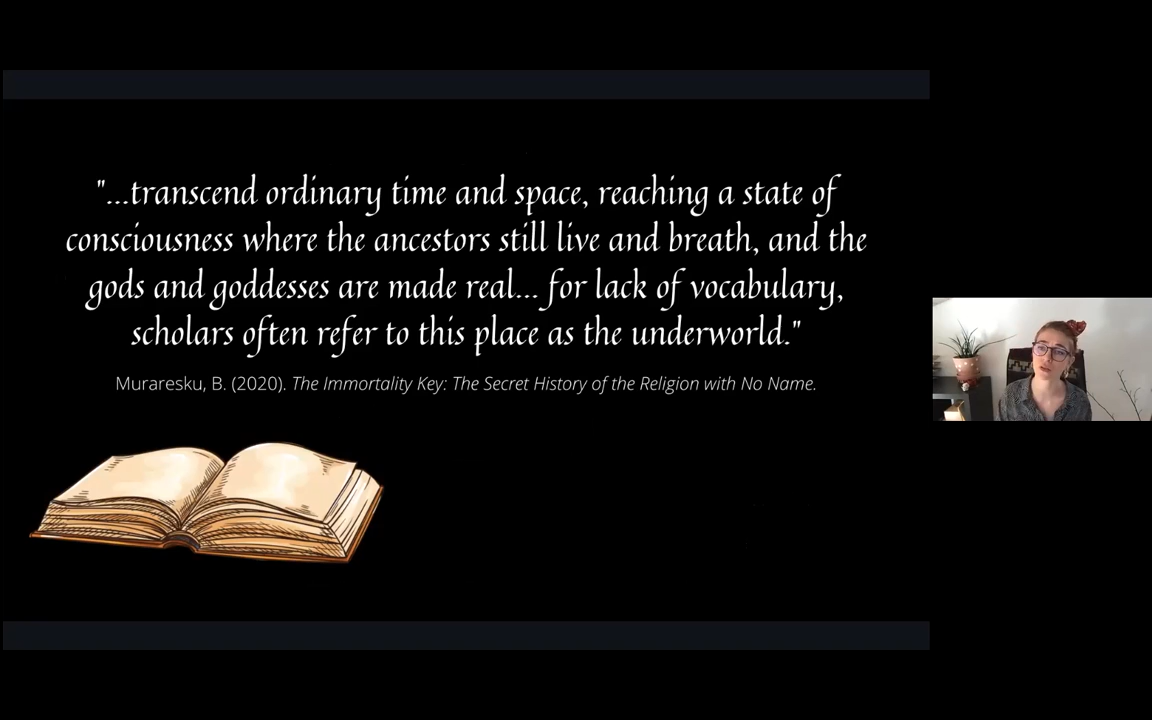 "...transcend ordinary time and space, reaching a state of
consciousness where the ancestors still live and breath, and the
gods and goddesses are made real... for lack of vocabulary,
scholars often refer to this place as the underworld."
Muraresku, B. (2020). The Immortality Key: The Secret History of the Religion with No Name.